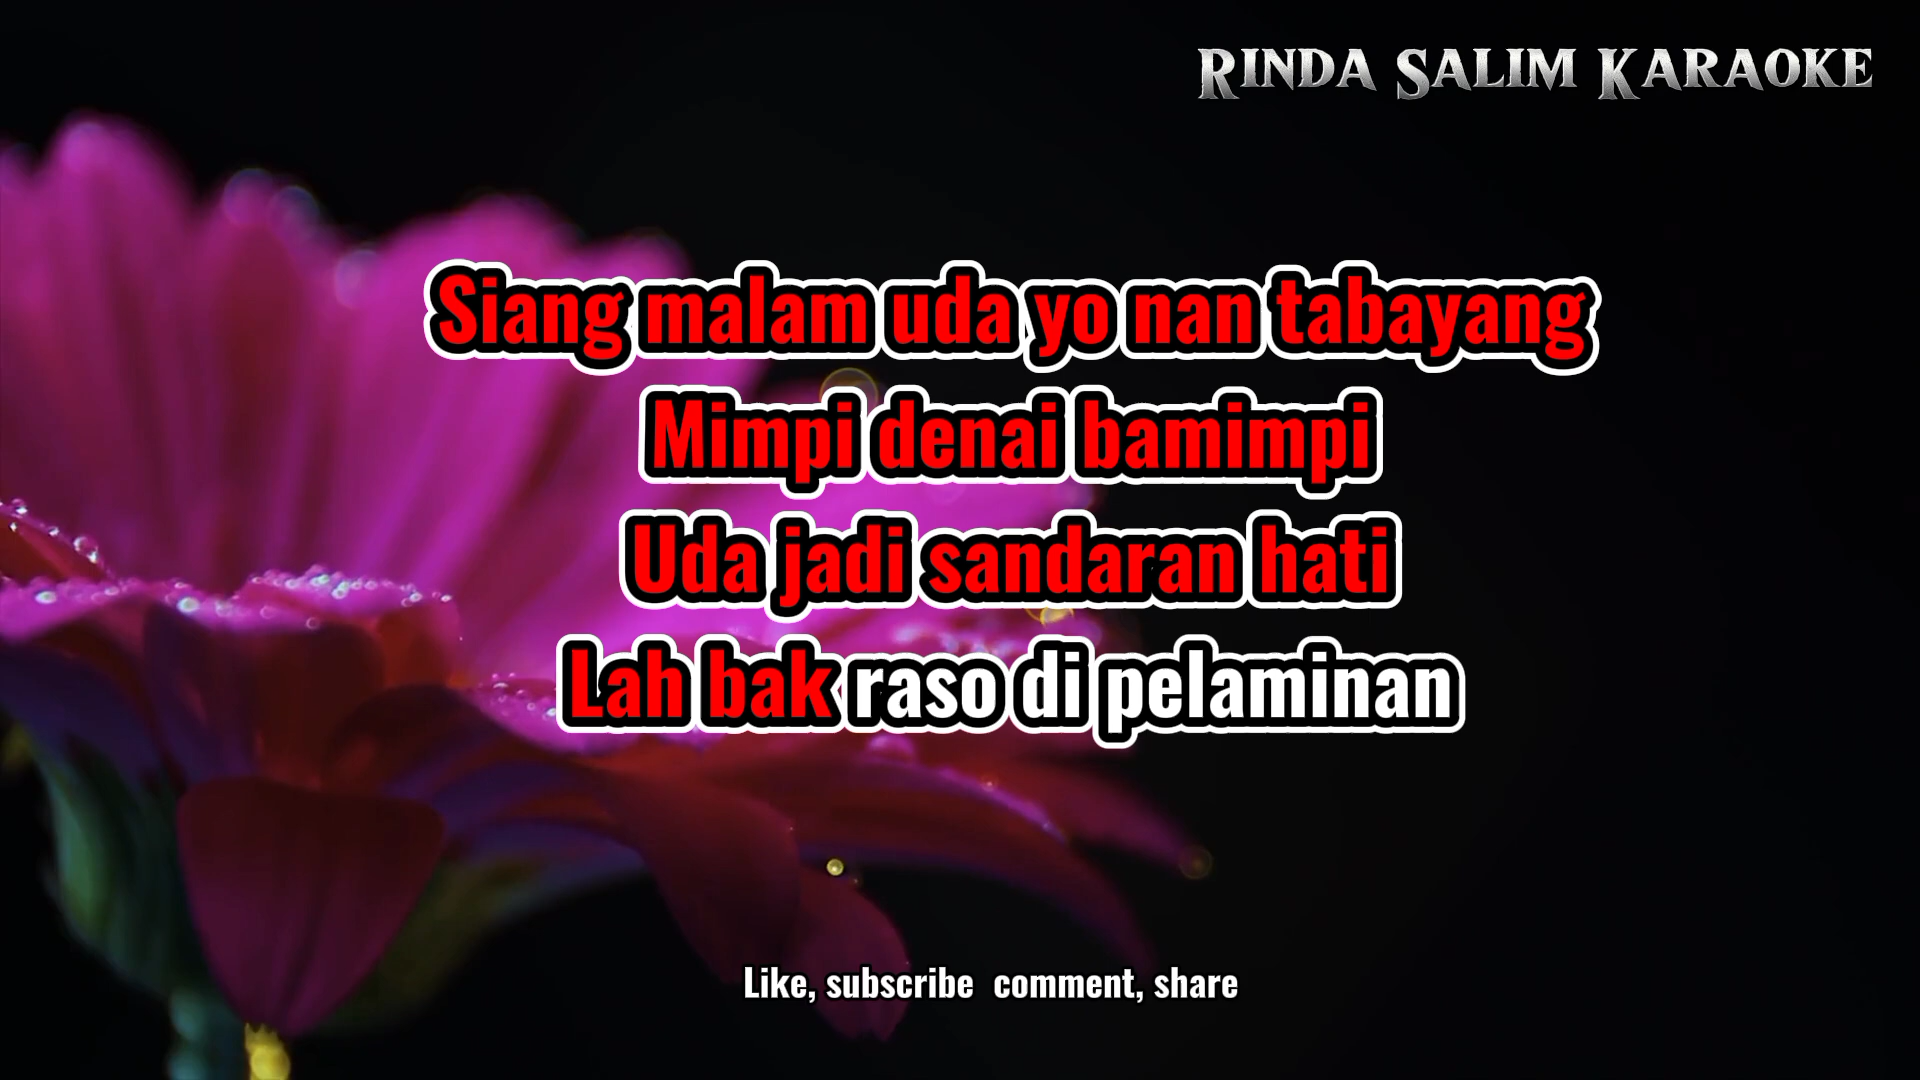 RINDA SALIM KARAOKE
Siang malam uda yo nan tabayang
Mimpi denai bamimpi
Uda jadi sandaran hati
Lah bak raso di pelaminan
Like, subscribe  comment, share